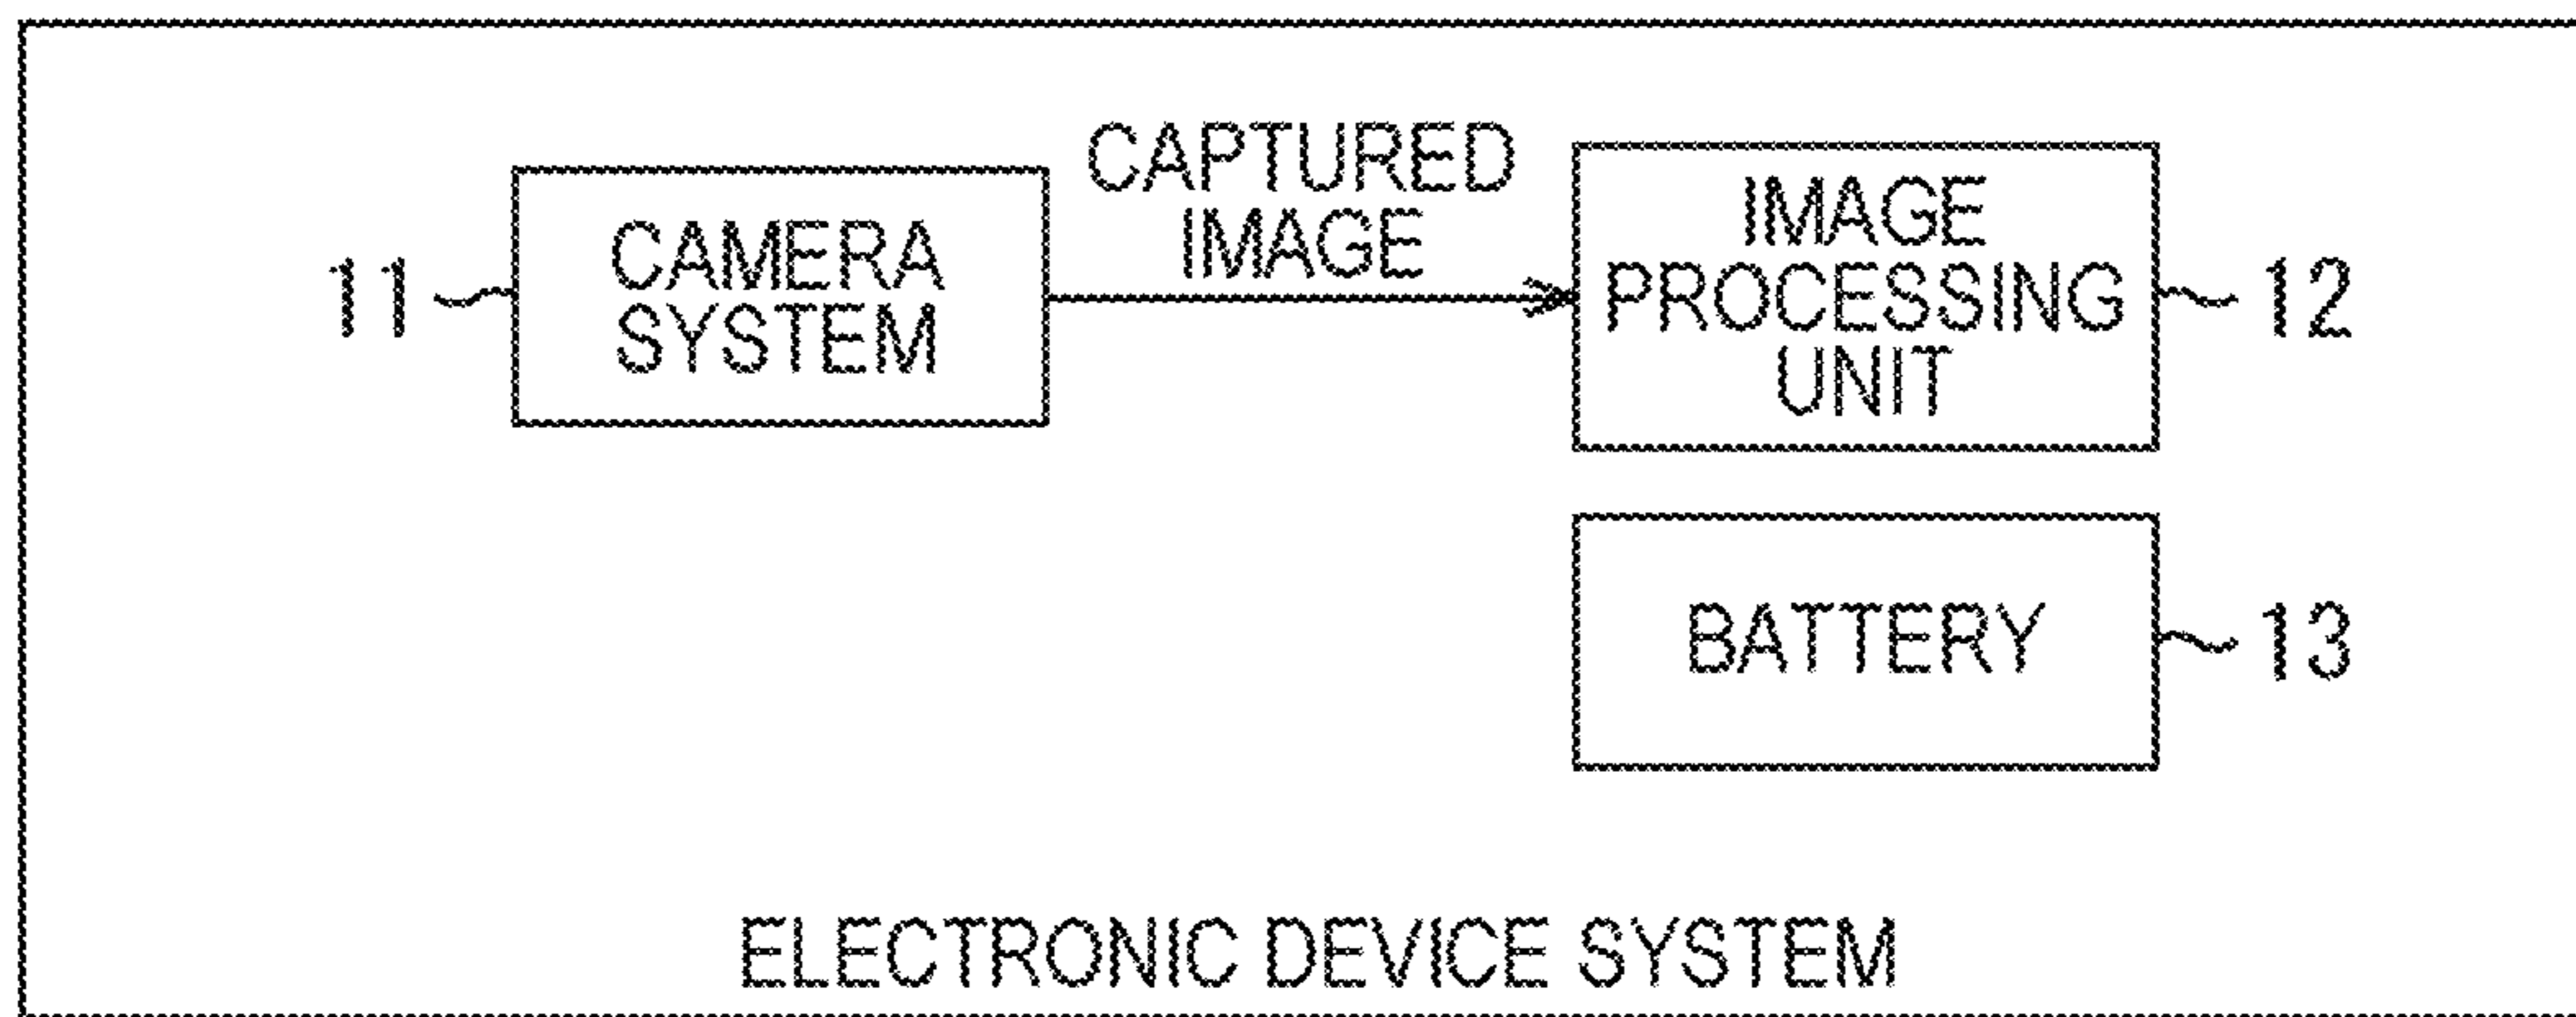 CAPTURED
IMAGE
11
CAMERA
SYSTEM
IMAGE
PROCESSING
UNIT
12
BATTERY
13
ELECTRONIC DEVICE SYSTEM